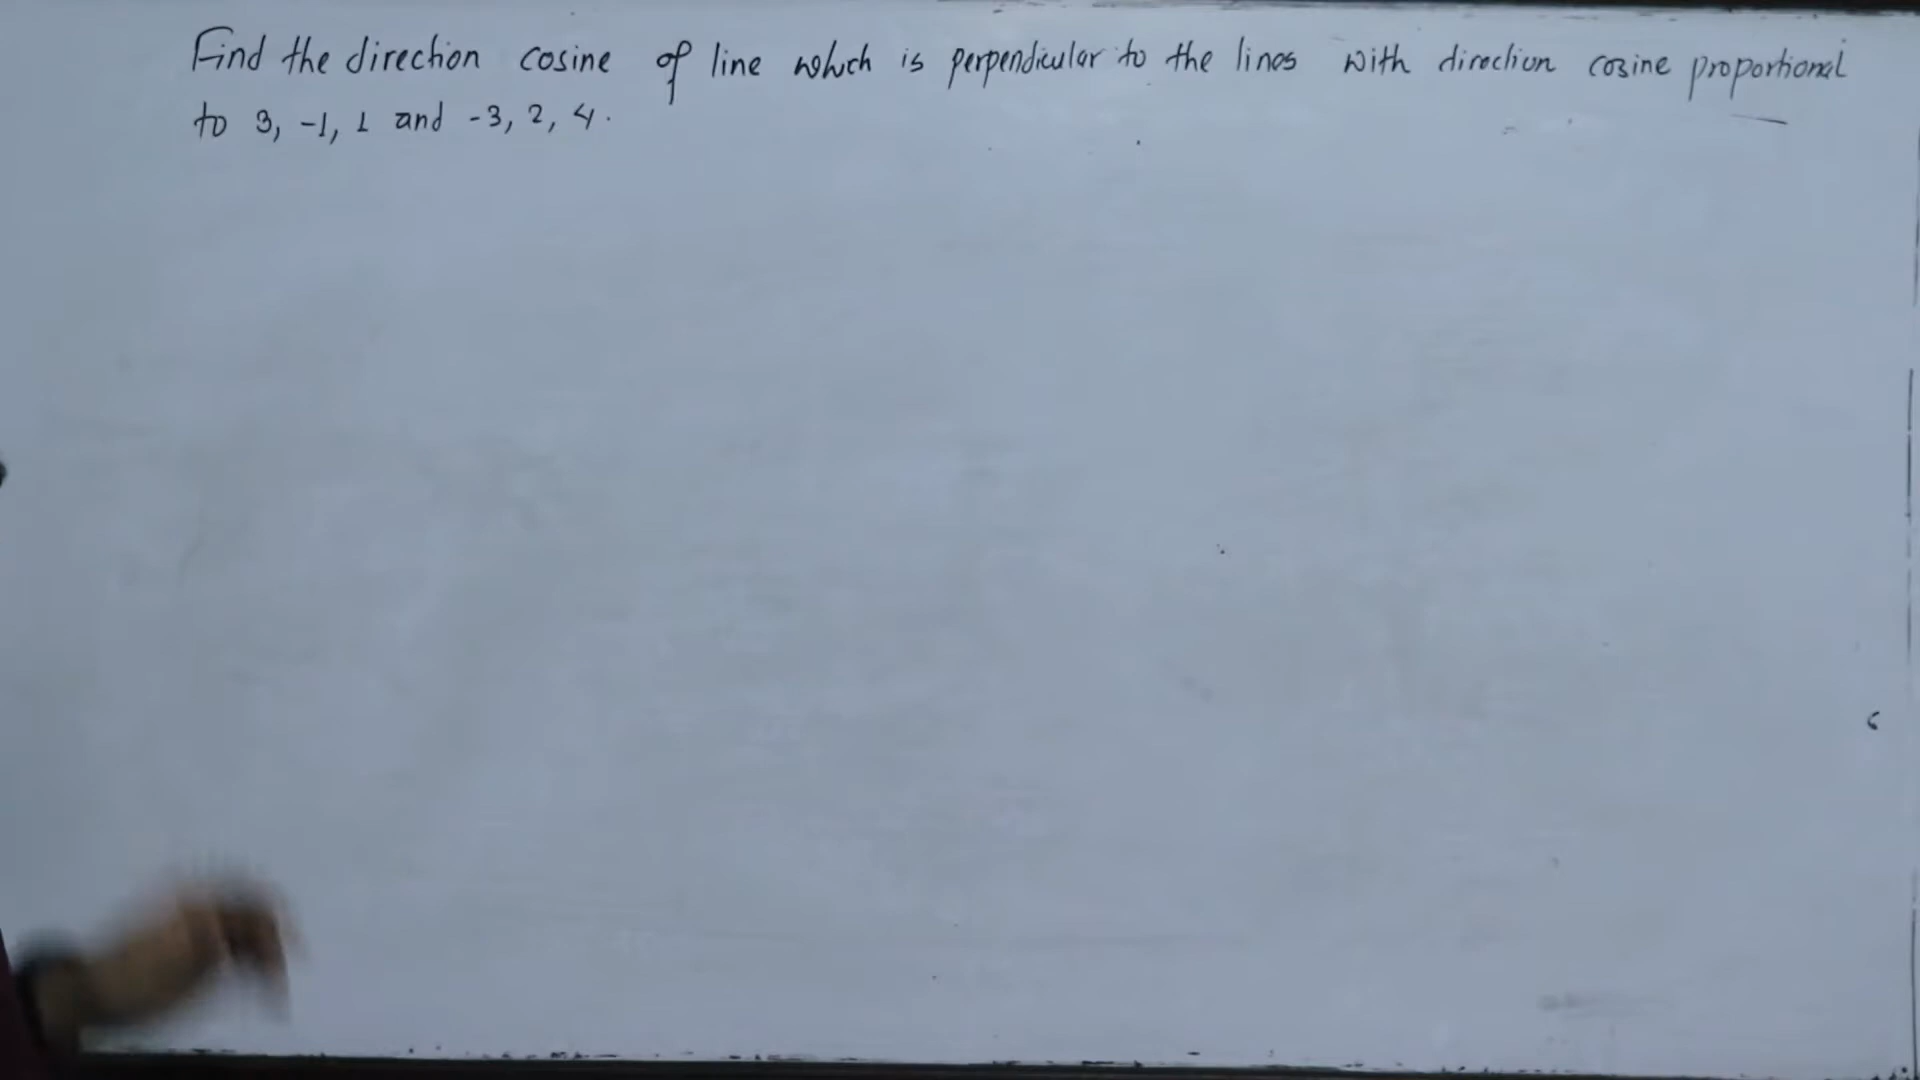 Find the direction cosine of line which is perpendicular to the lines with direction cosine proportional
to 3, -1, 1 and -3, 2, 4.